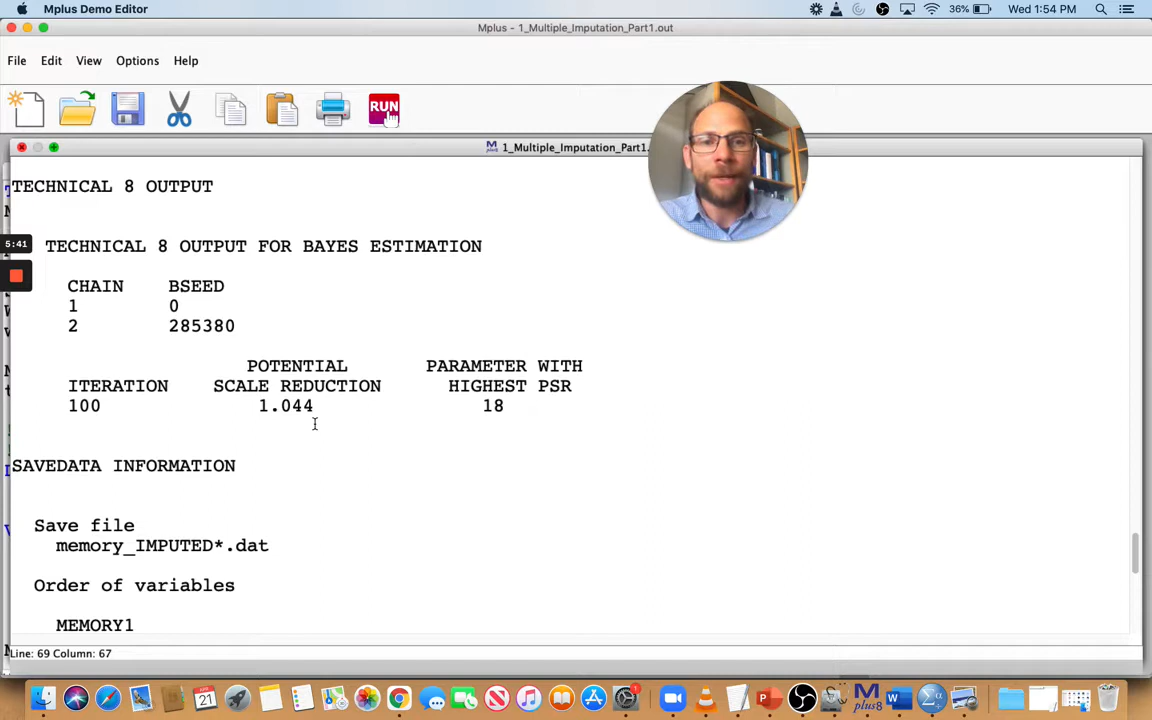 Mplus Demo Editor
36%
Wed 1:54 PM
Mplus - 1_Multiple_Imputation_Part1.out
File Edit View Options Help
RUN
1_Multiple_Imputation_Part1.
TECHNICAL 8 OUTPUT
5:41
TECHNICAL 8 OUTPUT FOR BAYES ESTIMATION
CHAIN BSEED
1 0
2 285380
POTENTIAL PARAMETER WITH
ITERATION SCALE REDUCTION HIGHEST PSR
100 1.044 18
SAVEDATA INFORMATION
Save file
memory_IMPUTED*.dat
Order of variables
MEMORY1
Line: 69 Column: 67